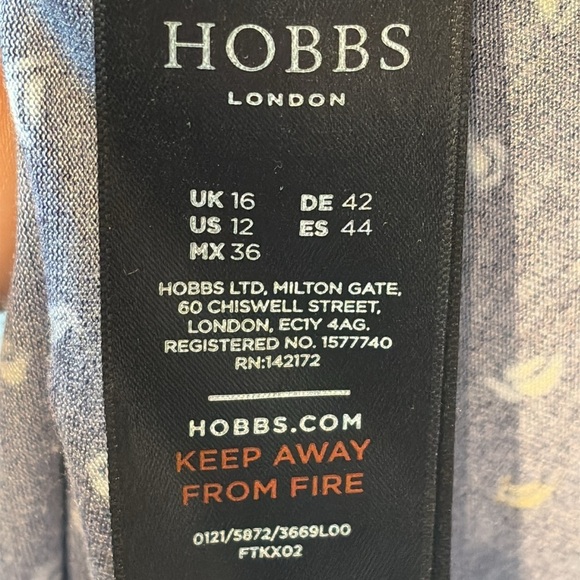 HOBBS
LONDON
UK 16 DE 42
US 12 ES 44
MX 36
HOBBS LTD, MILTON GATE,
60 CHISWELL STREET,
LONDON, EC1Y 4AG.
REGISTERED NO. 1577740
RN:142172
HOBBS.COM
KEEP AWAY
FROM FIRE
0121/5872/3669L00
FTKX02